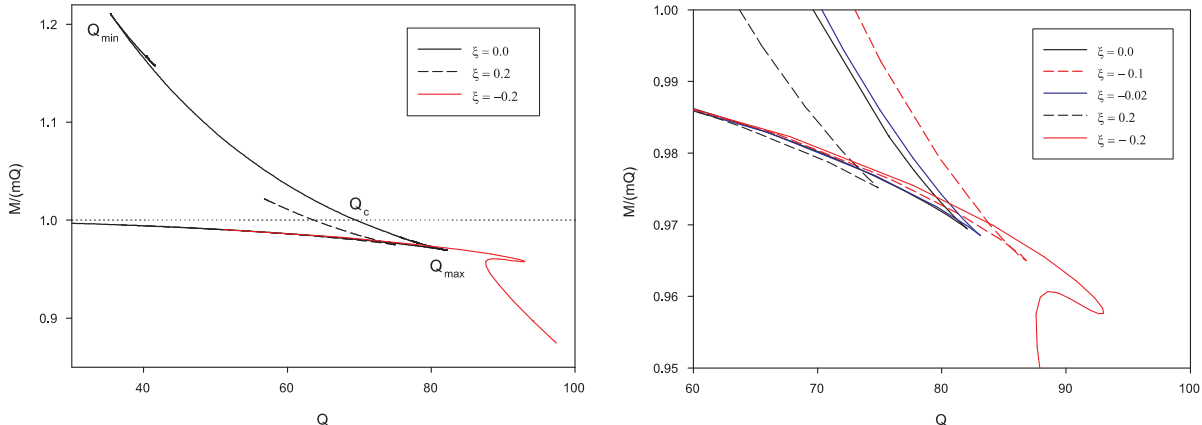 M/(mQ)
1.2
1.1
1.0
0.9
Q_min
Q_c
Q_max
ξ = 0.0
ξ = 0.2
ξ = −0.2
40
60
80
100
Q
M/(mQ)
1.00
0.99
0.98
0.97
0.96
0.95
ξ = 0.0
ξ = − 0.1
ξ = −0.02
ξ = 0.2
ξ = − 0.2
60
70
80
90
100
Q